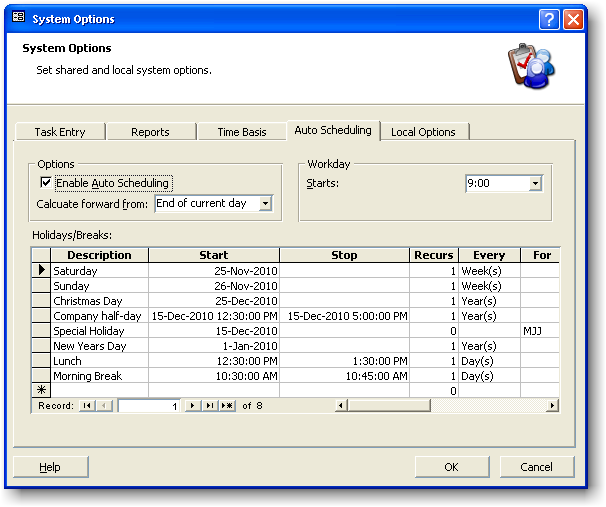 System Options
System Options
Set shared and local system options.
Task Entry Reports Time Basis Auto Scheduling Local Options
Options Workday
Enable Auto Scheduling Starts: 9:00
Calcuate forward from: End of current day
Holidays/Breaks:
Description Start Stop Recurs Every For
Saturday 25-Nov-2010 1 Week(s)
Sunday 26-Nov-2010 1 Week(s)
Christmas Day 25-Dec-2010 1 Year(s)
Company half-day 15-Dec-2010 12:30:00 PM 15-Dec-2010 5:00:00 PM 1 Year(s)
Special Holiday 15-Dec-2010 0 MJJ
New Years Day 1-Jan-2010 1 Year(s)
Lunch 12:30:00 PM 1:30:00 PM 1 Day(s)
Morning Break 10:30:00 AM 10:45:00 AM 1 Day(s)
0
Record: 1 of 8
Help OK Cancel